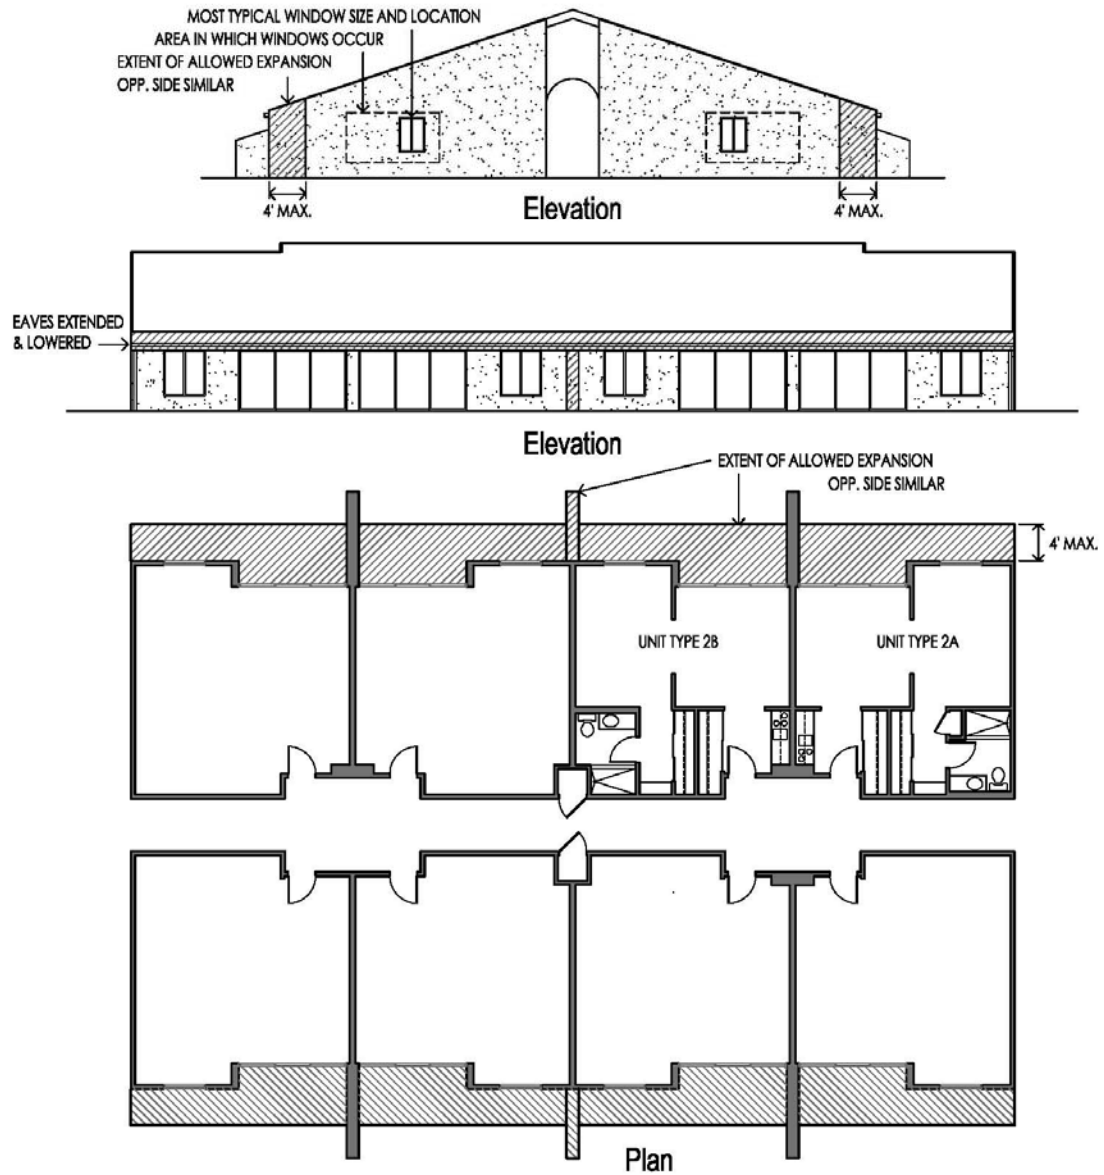 MOST TYPICAL WINDOW SIZE AND LOCATION
AREA IN WHICH WINDOWS OCCUR
EXTENT OF ALLOWED EXPANSION
OPP. SIDE SIMILAR
4' MAX.
4' MAX.
Elevation
EAVES EXTENDED
& LOWERED
Elevation
EXTENT OF ALLOWED EXPANSION
OPP. SIDE SIMILAR
4' MAX.
UNIT TYPE 2B
UNIT TYPE 2A
Plan